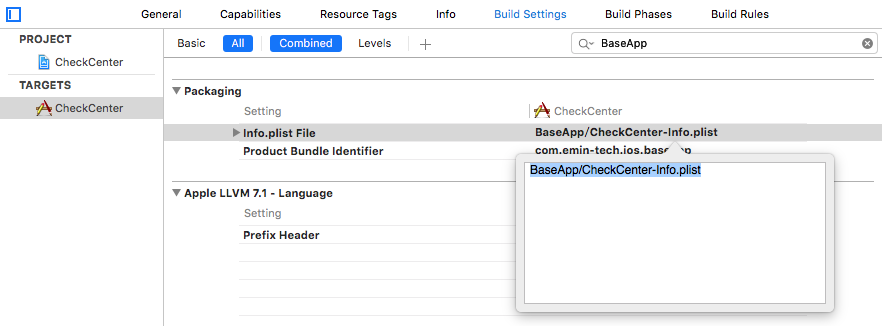 General Capabilities Resource Tags Info Build Settings Build Phases Build Rules
PROJECT
CheckCenter
TARGETS
CheckCenter
Basic All Combined Levels + BaseApp
Packaging
Setting CheckCenter
Info.plist File BaseApp/CheckCenter-Info.plist
Product Bundle Identifier com.emin-tech.ios.baseapp
BaseApp/CheckCenter-Info.plist
Apple LLVM 7.1 - Language
Setting
Prefix Header